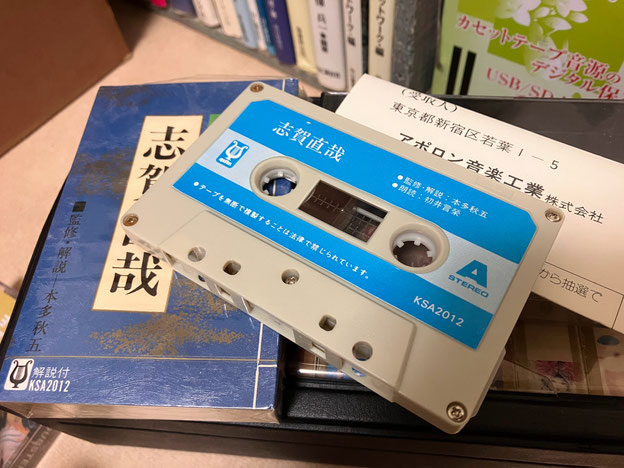 志賀直哉
●監修・解説・本多秋五
●朗読・初井言榮
●テープを無断で複製することは法律で禁じられています。
A
STEREO
KSA2012
志賀直哉
■監修・解説―本多秋五
解説付
KSA2012
(受取人)
東京都新宿区若葉1-5
アポロン音楽工業株式会社
から抽選で
カセットテープ音源の
デジタル保
USB/SD